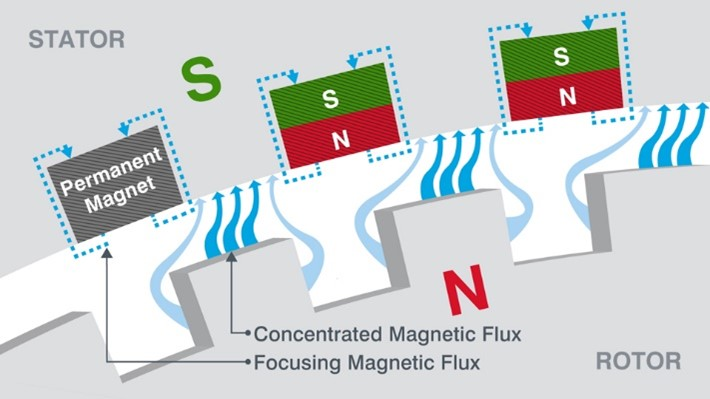 STATOR
S
S
N
S
N
Permanent
Magnet
N
Concentrated Magnetic Flux
Focusing Magnetic Flux
ROTOR